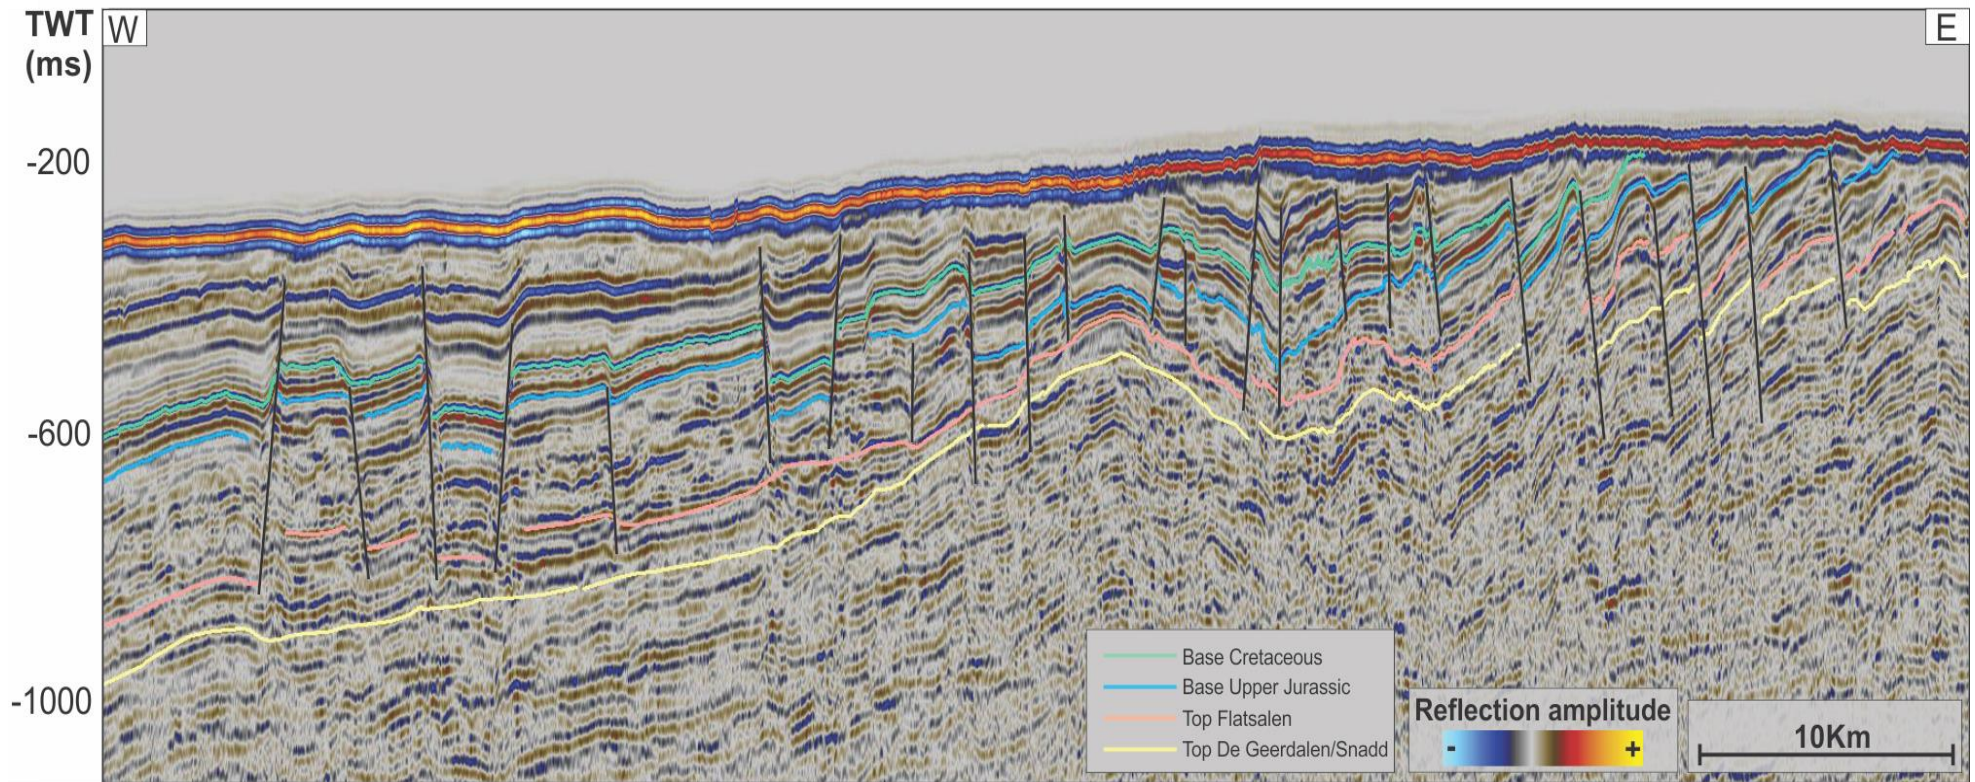 TWT
(ms)
W
E
-200
-600
-1000
Base Cretaceous
Base Upper Jurassic
Top Flatsalen
Top De Geerdalen/Snadd
Reflection amplitude
- +
10Km